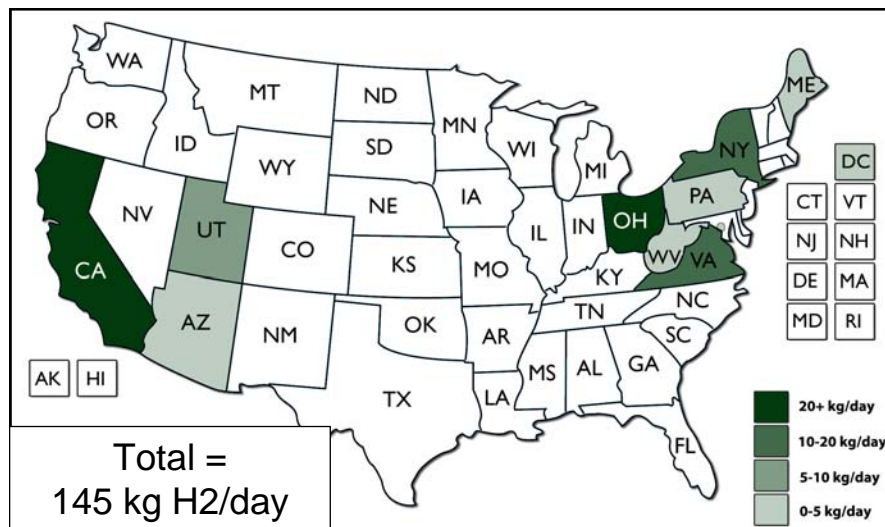 WA
MT
ND
MN
ME
OR
ID
SD
WI
MI
NY
DC
WY
IA
PA
CT
VT
NV
UT
NE
IL
IN
OH
CO
NJ
NH
CA
KS
MO
WV
VA
KY
DE
MA
AZ
NM
OK
AR
TN
NC
MD
RI
SC
AK
HI
TX
LA
MS
AL
GA
FL
20+ kg/day
10-20 kg/day
5-10 kg/day
0-5 kg/day
Total =
145 kg H2/day